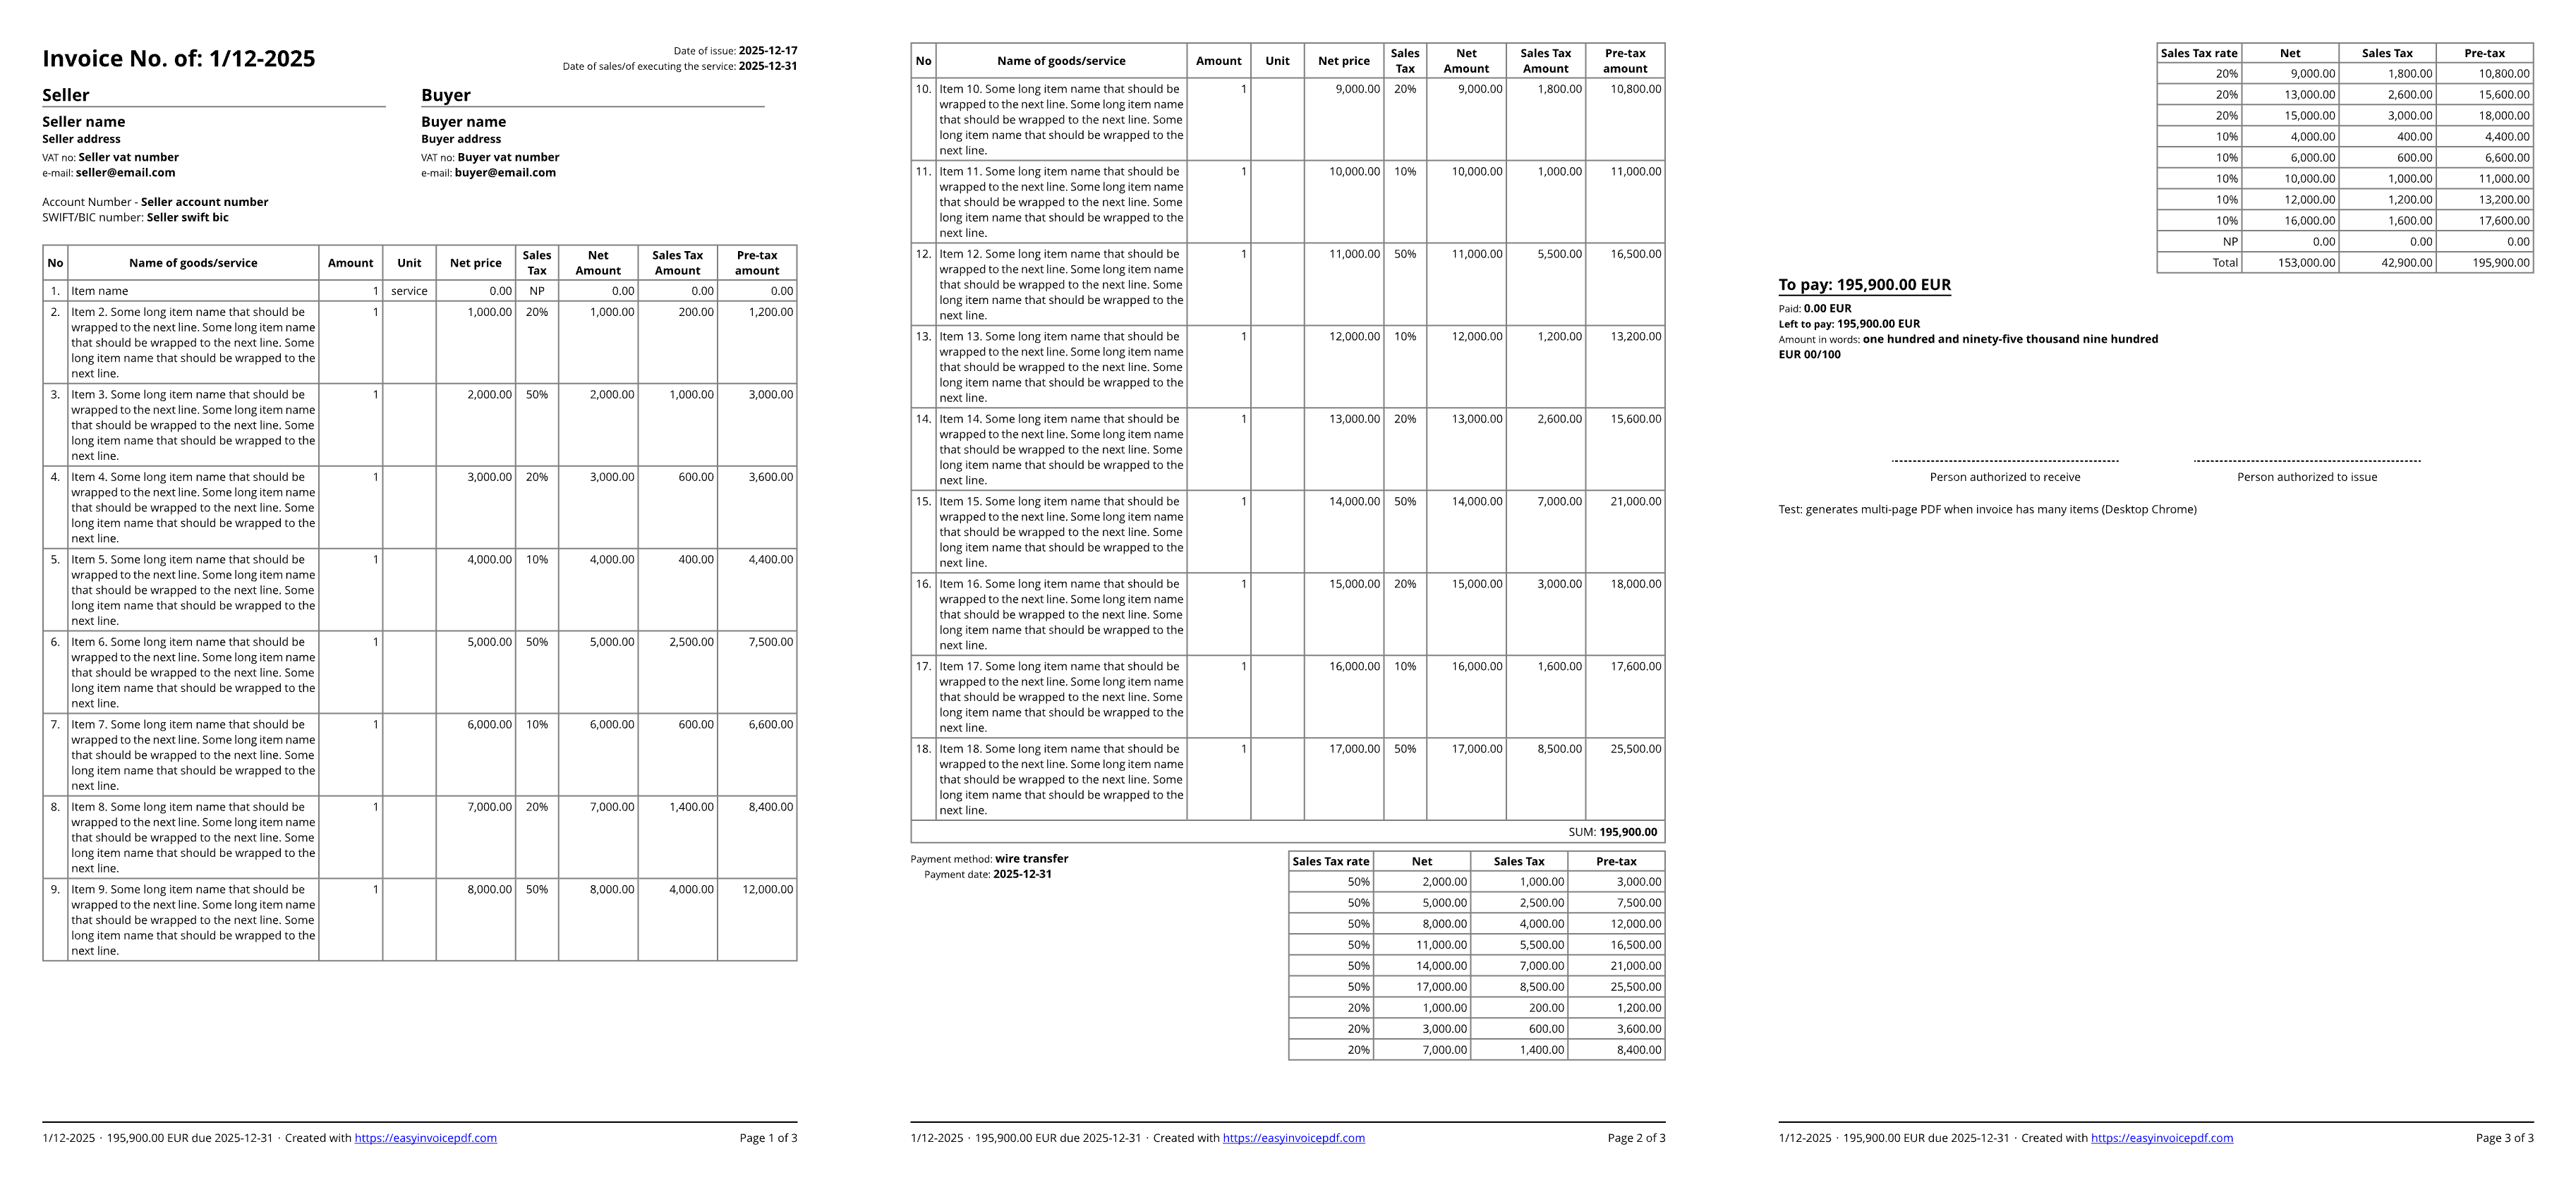 Invoice No. of: 1/12-2025
Date of issue: 2025-12-17
Date of sales/of executing the service: 2025-12-31
Seller
Seller name
Seller address
VAT no: Seller vat number
e-mail: seller@email.com
Account Number - Seller account number
SWIFT/BIC number: Seller swift bic
Buyer
Buyer name
Buyer address
VAT no: Buyer vat number
e-mail: buyer@email.com
No Name of goods/service Amount Unit Net price Sales Tax Net Amount Sales Tax Amount Pre-tax amount
1. Item name 1 service 0.00 NP 0.00 0.00 0.00
2. Item 2. Some long item name that should be 1 1,000.00 20% 1,000.00 200.00 1,200.00
wrapped to the next line. Some long item name
that should be wrapped to the next line. Some
long item name that should be wrapped to the
next line.
3. Item 3. Some long item name that should be 1 2,000.00 50% 2,000.00 1,000.00 3,000.00
wrapped to the next line. Some long item name
that should be wrapped to the next line. Some
long item name that should be wrapped to the
next line.
4. Item 4. Some long item name that should be 1 3,000.00 20% 3,000.00 600.00 3,600.00
wrapped to the next line. Some long item name
that should be wrapped to the next line. Some
long item name that should be wrapped to the
next line.
5. Item 5. Some long item name that should be 1 4,000.00 10% 4,000.00 400.00 4,400.00
wrapped to the next line. Some long item name
that should be wrapped to the next line. Some
long item name that should be wrapped to the
next line.
6. Item 6. Some long item name that should be 1 5,000.00 50% 5,000.00 2,500.00 7,500.00
wrapped to the next line. Some long item name
that should be wrapped to the next line. Some
long item name that should be wrapped to the
next line.
7. Item 7. Some long item name that should be 1 6,000.00 10% 6,000.00 600.00 6,600.00
wrapped to the next line. Some long item name
that should be wrapped to the next line. Some
long item name that should be wrapped to the
next line.
8. Item 8. Some long item name that should be 1 7,000.00 20% 7,000.00 1,400.00 8,400.00
wrapped to the next line. Some long item name
that should be wrapped to the next line. Some
long item name that should be wrapped to the
next line.
9. Item 9. Some long item name that should be 1 8,000.00 50% 8,000.00 4,000.00 12,000.00
wrapped to the next line. Some long item name
that should be wrapped to the next line. Some
long item name that should be wrapped to the
next line.
1/12-2025 · 195,900.00 EUR due 2025-12-31 · Created with https://easyinvoicepdf.com Page 1 of 3
No Name of goods/service Amount Unit Net price Sales Tax Net Amount Sales Tax Amount Pre-tax amount
10. Item 10. Some long item name that should be 1 9,000.00 20% 9,000.00 1,800.00 10,800.00
wrapped to the next line. Some long item name
that should be wrapped to the next line. Some
long item name that should be wrapped to the
next line.
11. Item 11. Some long item name that should be 1 10,000.00 10% 10,000.00 1,000.00 11,000.00
wrapped to the next line. Some long item name
that should be wrapped to the next line. Some
long item name that should be wrapped to the
next line.
12. Item 12. Some long item name that should be 1 11,000.00 50% 11,000.00 5,500.00 16,500.00
wrapped to the next line. Some long item name
that should be wrapped to the next line. Some
long item name that should be wrapped to the
next line.
13. Item 13. Some long item name that should be 1 12,000.00 10% 12,000.00 1,200.00 13,200.00
wrapped to the next line. Some long item name
that should be wrapped to the next line. Some
long item name that should be wrapped to the
next line.
14. Item 14. Some long item name that should be 1 13,000.00 20% 13,000.00 2,600.00 15,600.00
wrapped to the next line. Some long item name
that should be wrapped to the next line. Some
long item name that should be wrapped to the
next line.
15. Item 15. Some long item name that should be 1 14,000.00 50% 14,000.00 7,000.00 21,000.00
wrapped to the next line. Some long item name
that should be wrapped to the next line. Some
long item name that should be wrapped to the
next line.
16. Item 16. Some long item name that should be 1 15,000.00 20% 15,000.00 3,000.00 18,000.00
wrapped to the next line. Some long item name
that should be wrapped to the next line. Some
long item name that should be wrapped to the
next line.
17. Item 17. Some long item name that should be 1 16,000.00 10% 16,000.00 1,600.00 17,600.00
wrapped to the next line. Some long item name
that should be wrapped to the next line. Some
long item name that should be wrapped to the
next line.
18. Item 18. Some long item name that should be 1 17,000.00 50% 17,000.00 8,500.00 25,500.00
wrapped to the next line. Some long item name
that should be wrapped to the next line. Some
long item name that should be wrapped to the
next line.
SUM: 195,900.00
Payment method: wire transfer
Payment date: 2025-12-31
Sales Tax rate Net Sales Tax Pre-tax
50% 2,000.00 1,000.00 3,000.00
50% 5,000.00 2,500.00 7,500.00
50% 8,000.00 4,000.00 12,000.00
50% 11,000.00 5,500.00 16,500.00
50% 14,000.00 7,000.00 21,000.00
50% 17,000.00 8,500.00 25,500.00
20% 1,000.00 200.00 1,200.00
20% 3,000.00 600.00 3,600.00
20% 7,000.00 1,400.00 8,400.00
1/12-2025 · 195,900.00 EUR due 2025-12-31 · Created with https://easyinvoicepdf.com Page 2 of 3
Sales Tax rate Net Sales Tax Pre-tax
20% 9,000.00 1,800.00 10,800.00
20% 13,000.00 2,600.00 15,600.00
20% 15,000.00 3,000.00 18,000.00
10% 4,000.00 400.00 4,400.00
10% 6,000.00 600.00 6,600.00
10% 10,000.00 1,000.00 11,000.00
10% 12,000.00 1,200.00 13,200.00
10% 16,000.00 1,600.00 17,600.00
NP 0.00 0.00 0.00
Total 153,000.00 42,900.00 195,900.00
To pay: 195,900.00 EUR
Paid: 0.00 EUR
Left to pay: 195,900.00 EUR
Amount in words: one hundred and ninety-five thousand nine hundred
EUR 00/100
Person authorized to receive
Person authorized to issue
Test: generates multi-page PDF when invoice has many items (Desktop Chrome)
1/12-2025 · 195,900.00 EUR due 2025-12-31 · Created with https://easyinvoicepdf.com Page 3 of 3